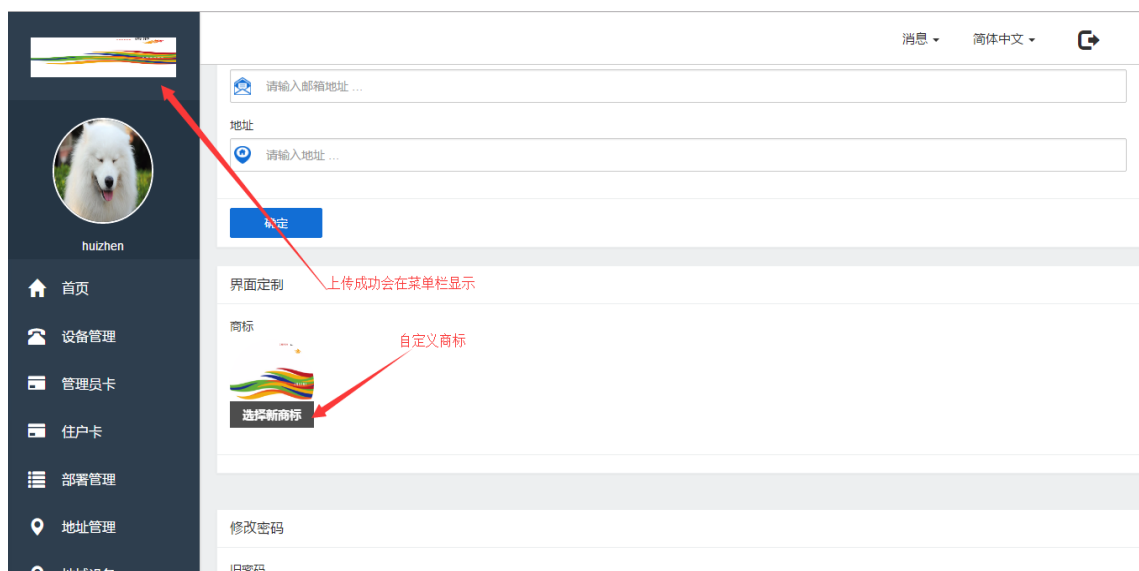 消息
简体中文
请输入邮箱地址 ...
地址
请输入地址 ...
确定
huizhen
首页
设备管理
管理员卡
住户卡
部署管理
地址管理
界面定制
上传成功会在菜单栏显示
商标
自定义商标
选择新商标
修改密码
旧密码